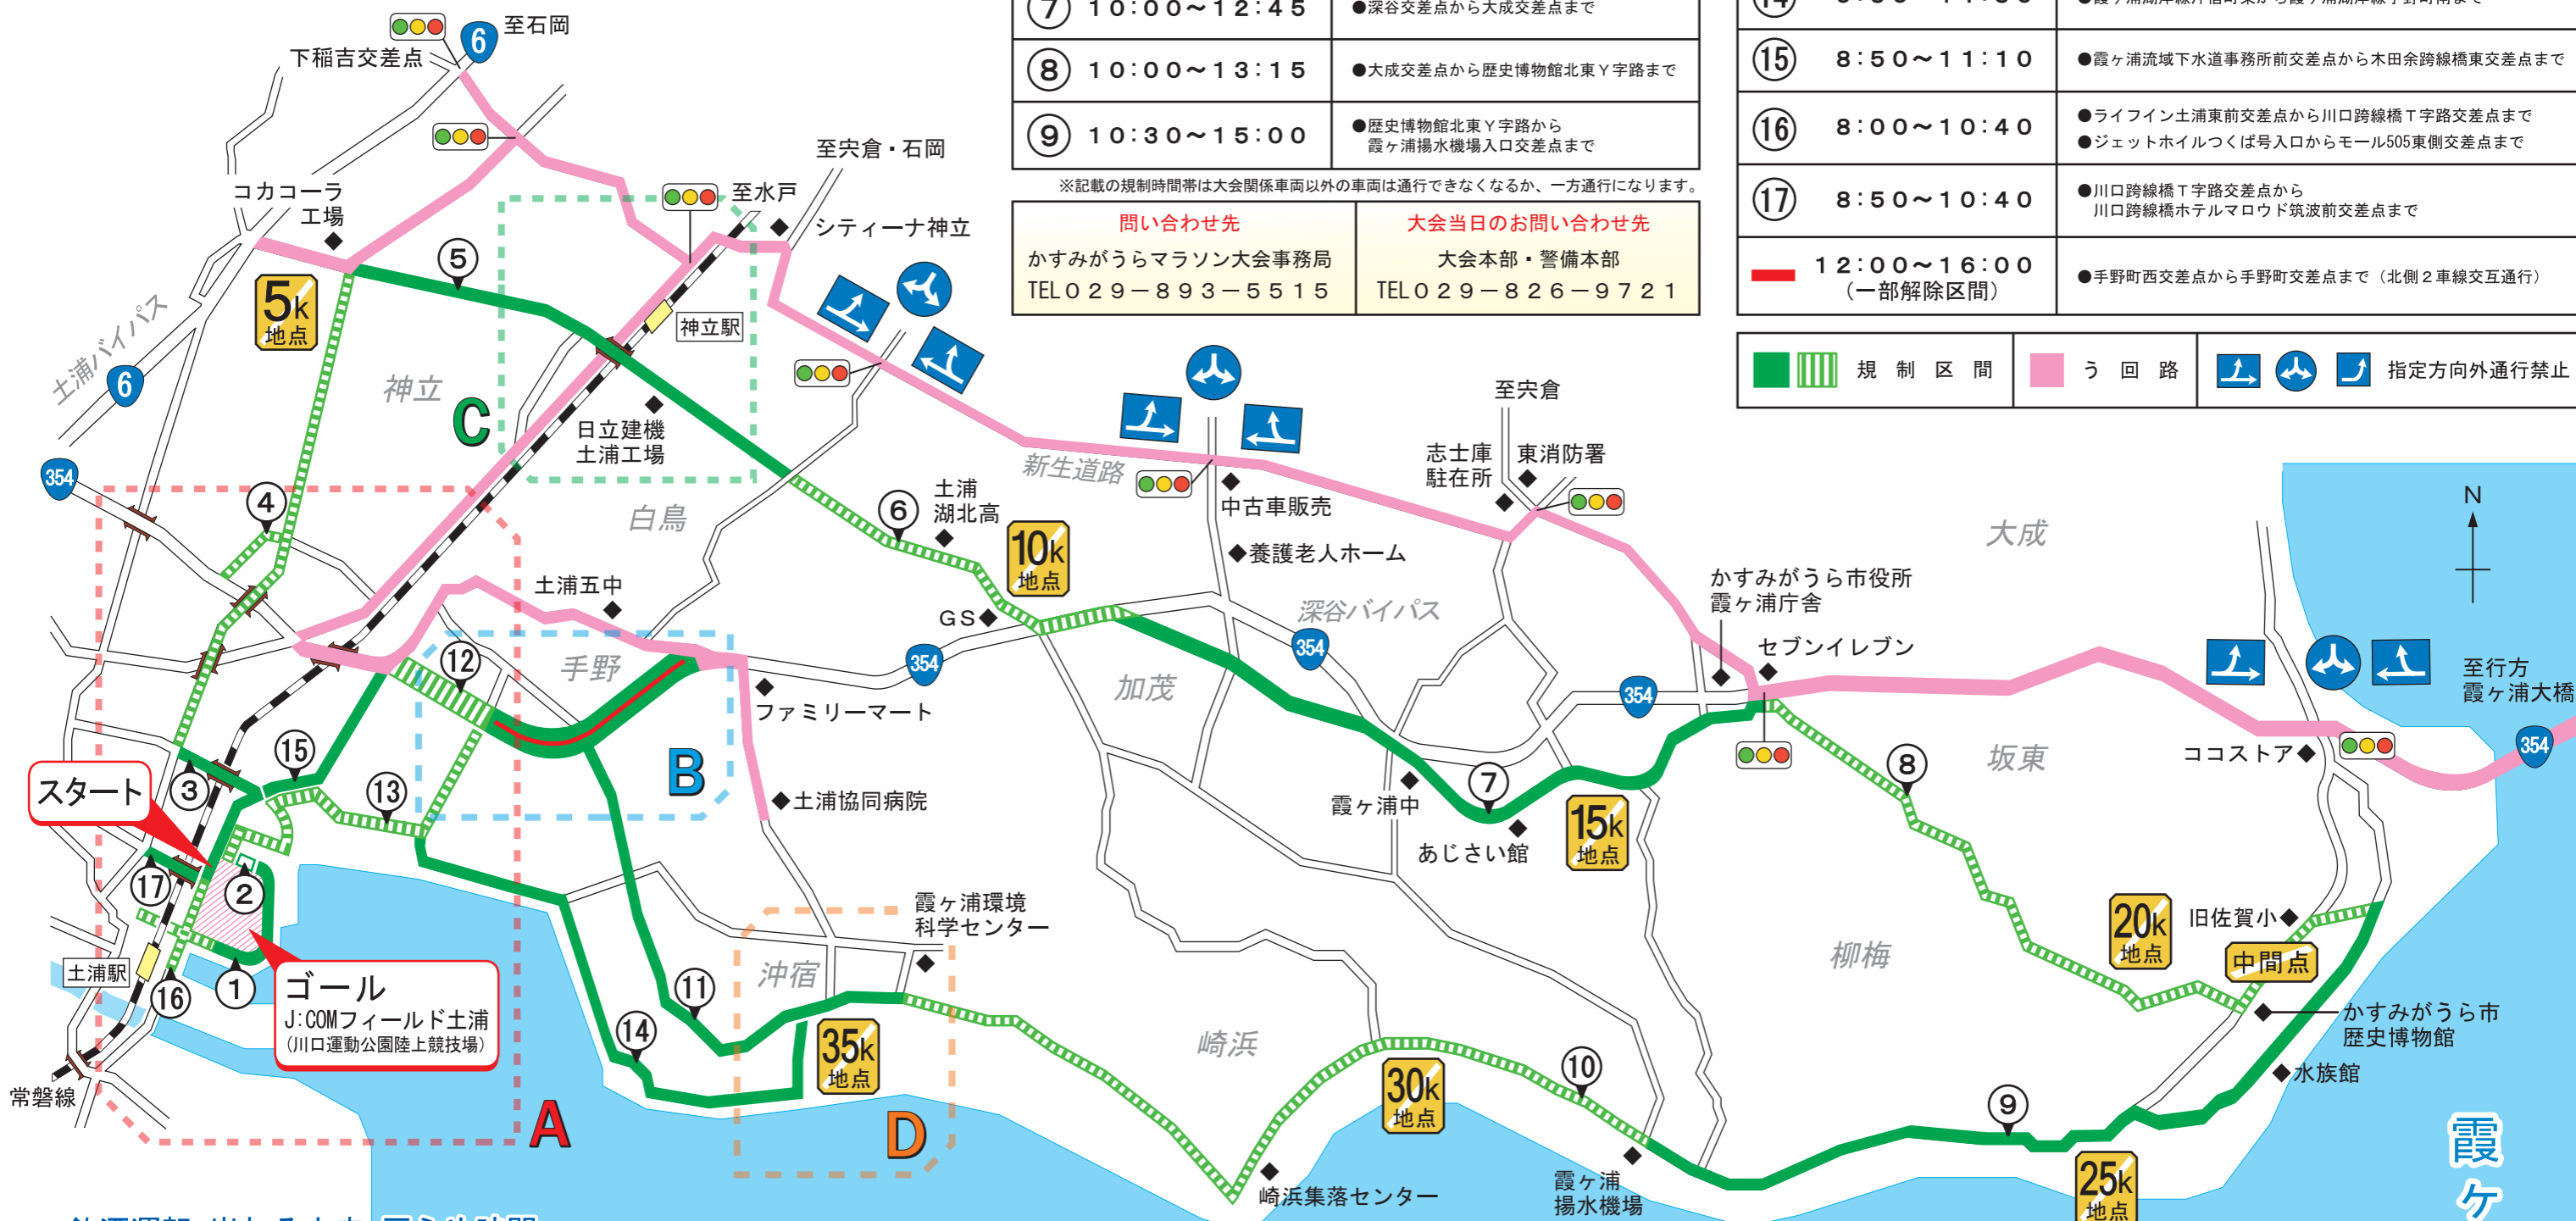 ⑦ 10:00～12:45 ●深谷交差点から大成交差点まで
⑧ 10:00～13:15 ●大成交差点から歴史博物館北東Ｙ字路まで
⑨ 10:30～15:00 ●歴史博物館北東Ｙ字路から
霞ヶ浦揚水機場入口交差点まで
※記載の規制時間帯は大会関係車両以外の車両は通行できなくなるか、一方通行になります。
問い合わせ先
かすみがうらマラソン大会事務局
TEL０２９－８９３－５５１５
大会当日のお問い合わせ先
大会本部・警備本部
TEL０２９－８２６－９７２１
⑭
⑮ 8:50～11:10 ●霞ヶ浦流域下水道事務所前交差点から木田余跨線橋東交差点まで
⑯ 8:00～10:40 ●ライフイン土浦東前交差点から川口跨線橋Ｔ字路交差点まで
●ジェットホイルつくば号入口からモール505東側交差点まで
⑰ 8:50～10:40 ●川口跨線橋Ｔ字路交差点から
川口跨線橋ホテルマロウド筑波前交差点まで
12:00～16:00
（一部解除区間）
●手野町西交差点から手野町交差点まで（北側２車線交互通行）
規制区間
う回路
指定方向外通行禁止
至石岡
6
下稲吉交差点
コカコーラ
工場
至宍倉・石岡
至水戸
シティーナ神立
⑤
5k
地点
土浦バイパス
6
神立
神立駅
C
日立建機
土浦工場
354
④
白鳥
⑥
土浦
湖北高
10k
地点
新生道路
中古車販売
養護老人ホーム
至宍倉
志士庫
駐在所
東消防署
大成
N
土浦五中
GS
深谷バイパス
354
かすみがうら市役所
霞ヶ浦庁舎
セブンイレブン
⑫
手野
354
加茂
354
至行方
霞ヶ浦大橋
ファミリーマート
B
土浦協同病院
⑮
③
⑬
スタート
霞ヶ浦中
⑦
あじさい館
15k
地点
⑧
坂東
ココストア
354
⑰
②
霞ヶ浦環境
科学センター
20k
地点
旧佐賀小
中間点
柳梅
土浦駅
⑯
①
ゴール
J:COMフィールド土浦
(川口運動公園陸上競技場)
⑪
沖宿
⑭
35k
地点
崎浜
かすみがうら市
歴史博物館
水族館
常磐線
A
D
30k
地点
⑩
⑨
崎浜集落センター
霞ヶ浦
揚水機場
25k
地点
霞
ケ